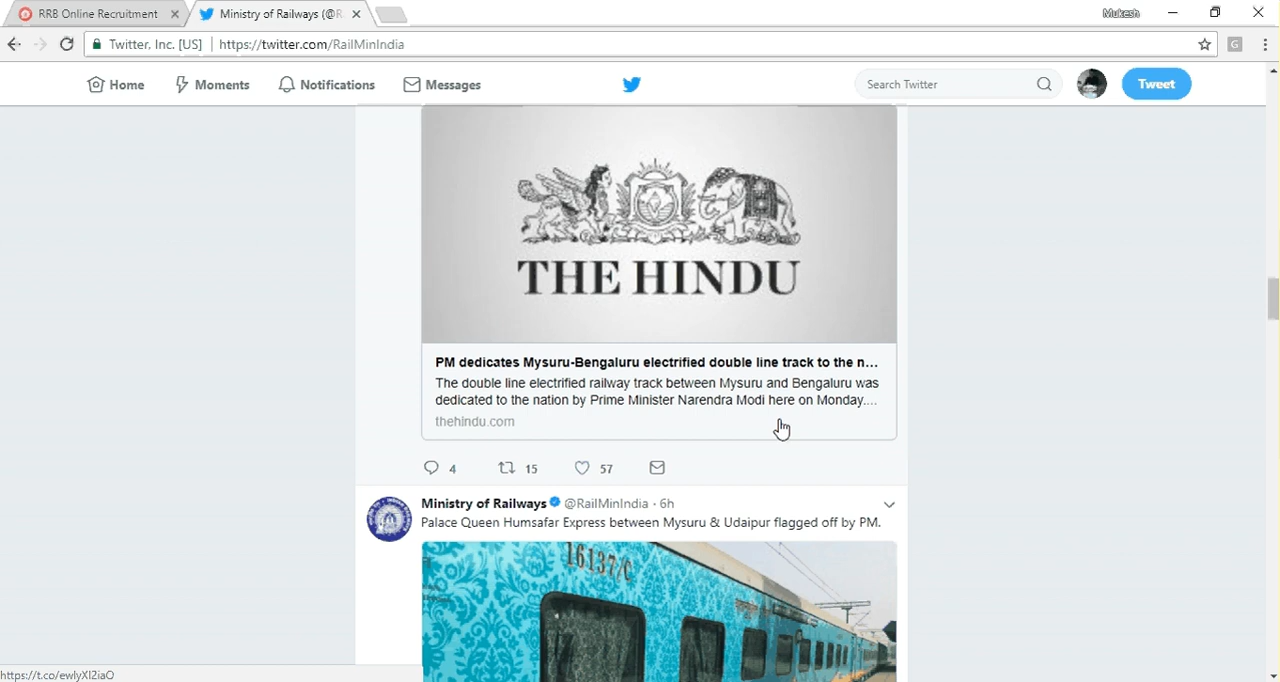 RRB Online Recruitment
Ministry of Railways (@R
Mukesh
Twitter, Inc. [US] https://twitter.com/RailMinIndia
Home Moments Notifications Messages Search Twitter Tweet
THE HINDU
PM dedicates Mysuru-Bengaluru electrified double line track to the n...
The double line electrified railway track between Mysuru and Bengaluru was
dedicated to the nation by Prime Minister Narendra Modi here on Monday....
thehindu.com
4 15 57
Ministry of Railways @RailMinIndia · 6h
Palace Queen Humsafar Express between Mysuru & Udaipur flagged off by PM.
16137/C
https://t.co/ewlyXl2iaO